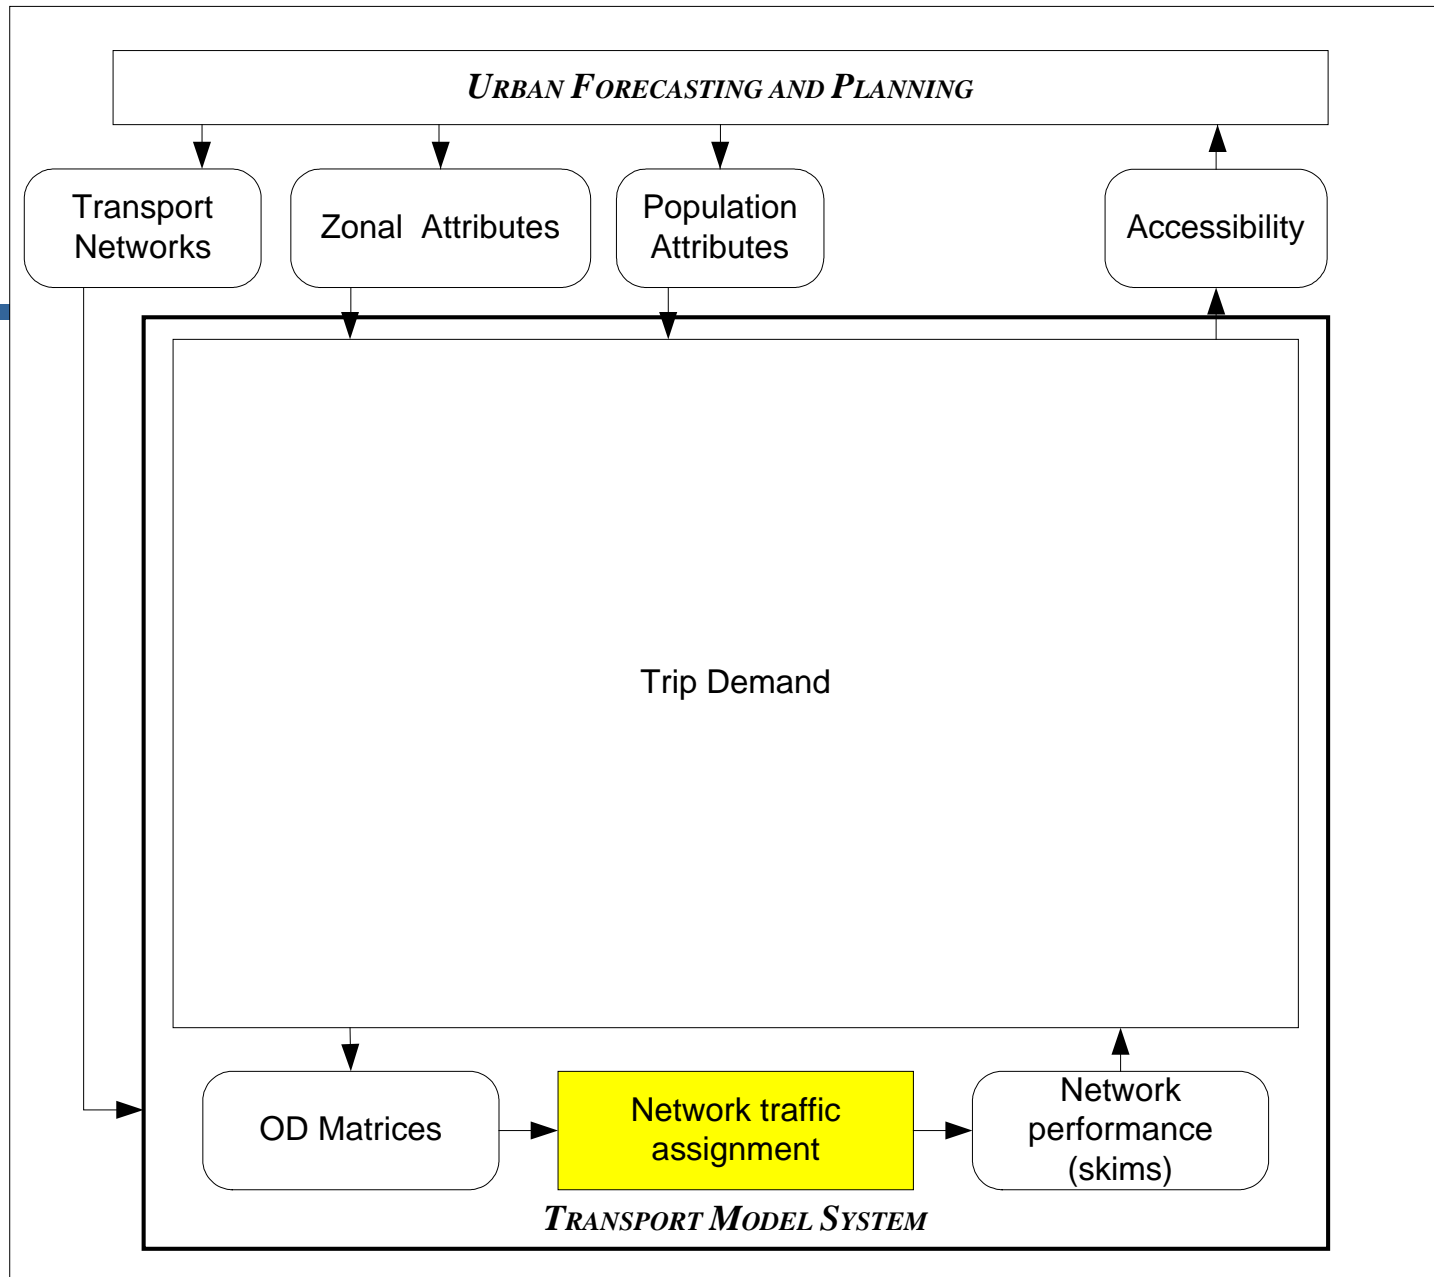 URBAN FORECASTING AND PLANNING
Transport
Networks
Zonal Attributes
Population
Attributes
Accessibility
Trip Demand
OD Matrices
Network traffic
assignment
Network
performance
(skims)
TRANSPORT MODEL SYSTEM